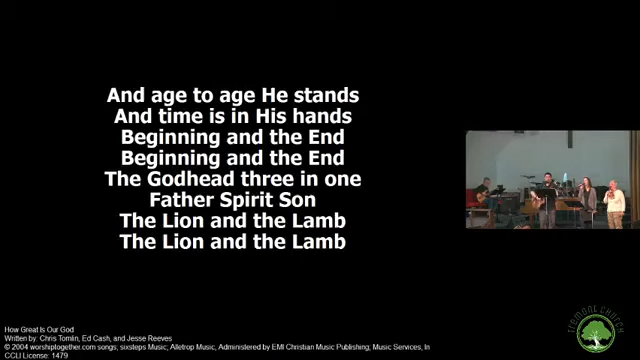 And age to age He stands
And time is in His hands
Beginning and the End
Beginning and the End
The Godhead three in one
Father Spirit Son
The Lion and the Lamb
The Lion and the Lamb
How Great Is Our God
Written by: Chris Tomlin, Ed Cash, and Jesse Reeves
© 2004 worshiptogether.com songs; sixsteps Music, Alletrop Music, Administered by EMI Christian Music Publishing; Music Services, In
CCLI License: 1479
FREMONT CHURCH